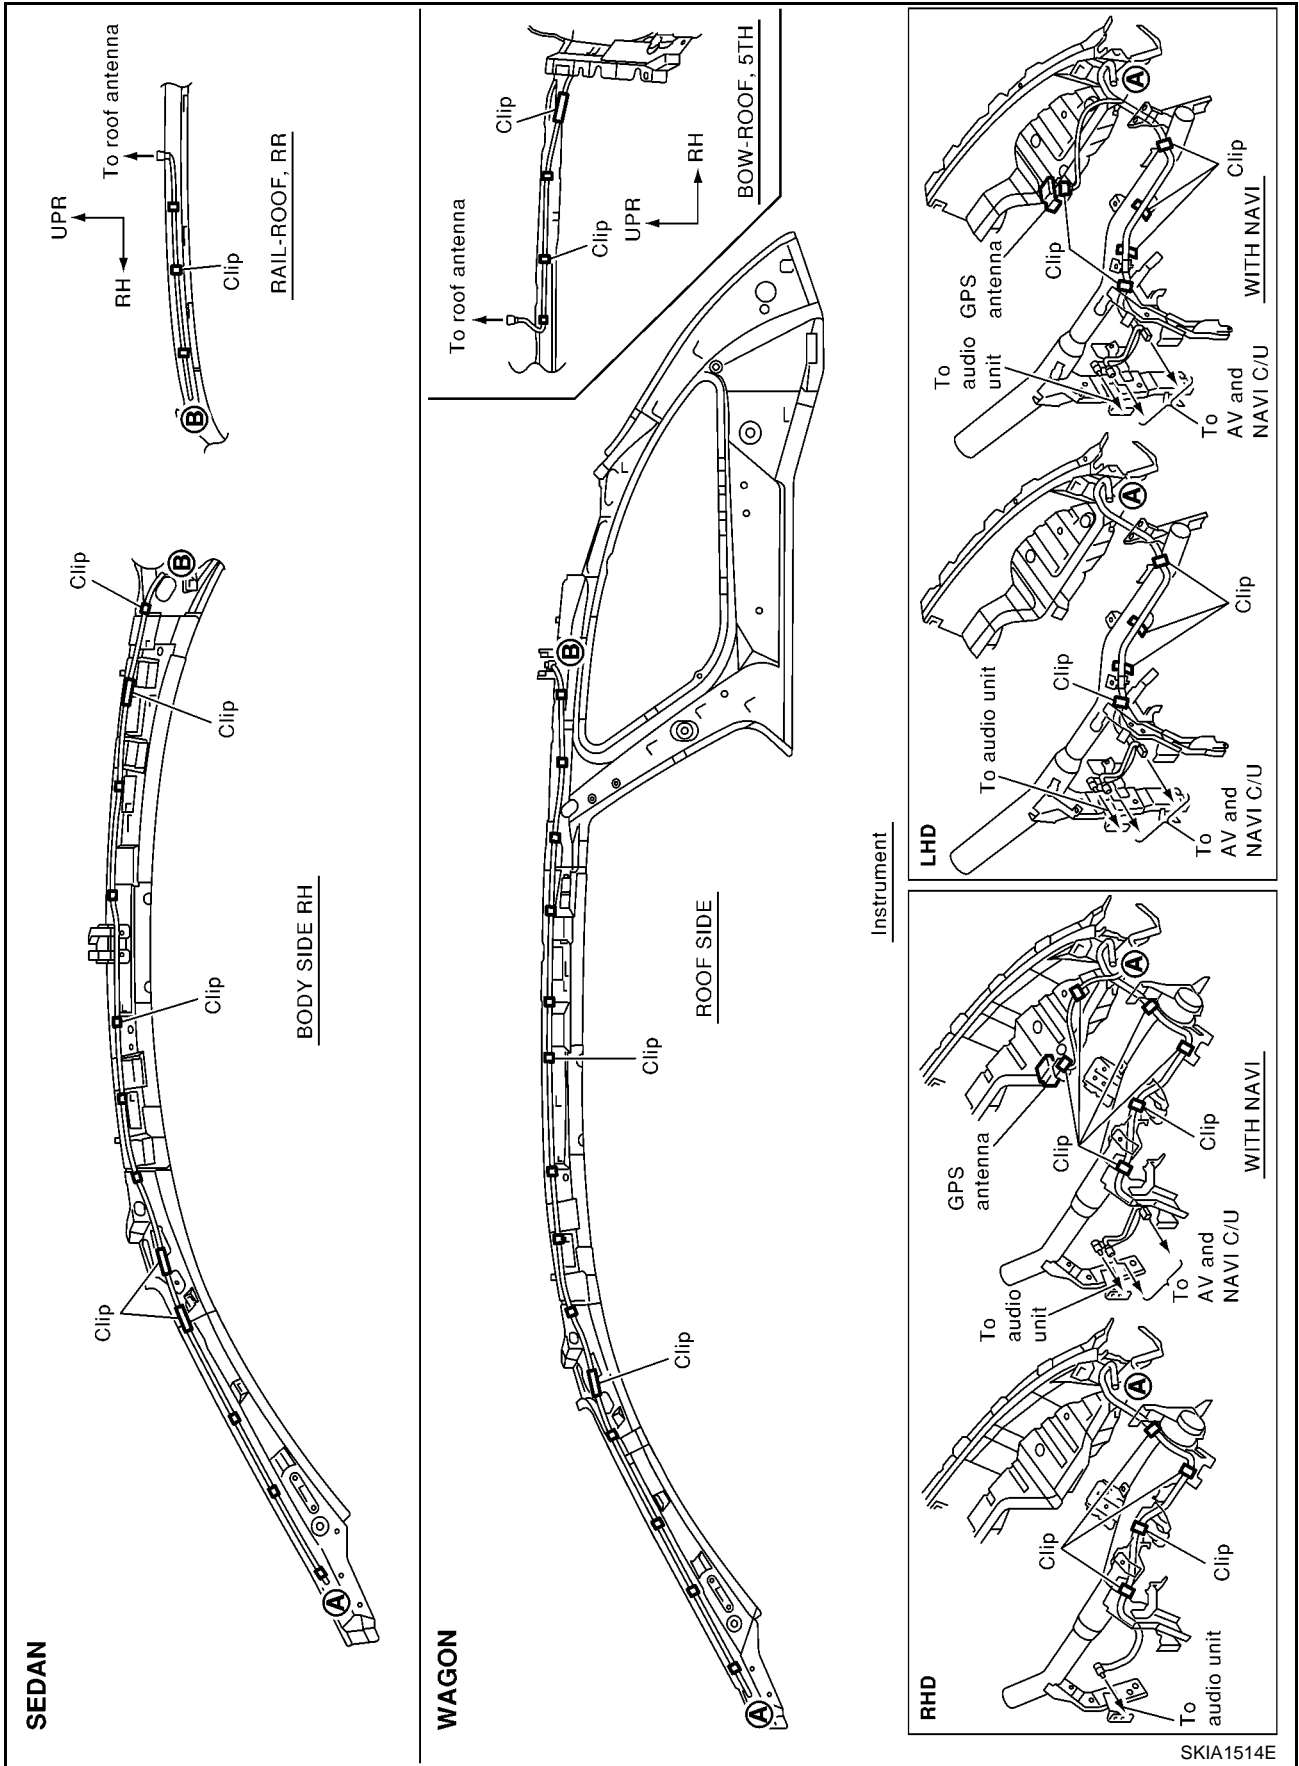 SEDAN
Clip
Clip
Clip
Clip
BODY SIDE RH
A
B
To roof antenna
UPR
RH
Clip
RAIL-ROOF, RR
B
WAGON
Clip
Clip
ROOF SIDE
A
B
To roof antenna
Clip
Clip
UPR
RH
BOW-ROOF, 5TH
Instrument
RHD
To
audio unit
Clip
Clip
A
To
audio
unit
GPS
antenna
Clip
Clip
To
AV and
NAVI C/U
WITH NAVI
A
LHD
To audio unit
Clip
Clip
To
AV and
NAVI C/U
A
To
audio
unit
GPS
antenna
Clip
Clip
To
AV and
NAVI C/U
WITH NAVI
A
SKIA1514E